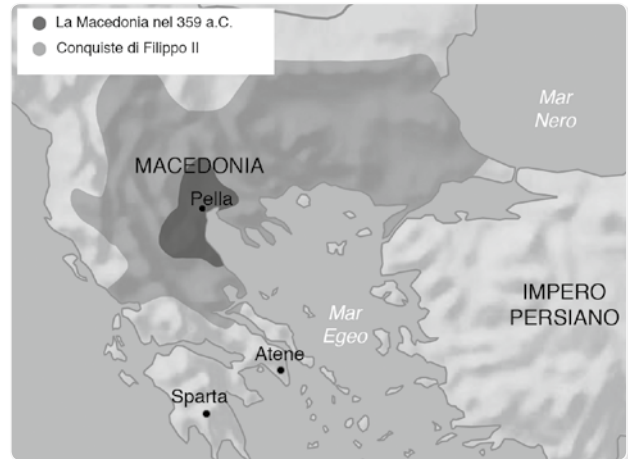 La Macedonia nel 359 a.C.
Conquiste di Filippo II
Mar
Nero
MACEDONIA
Pella
IMPERO
PERSIANO
Mar
Egeo
Atene
Sparta